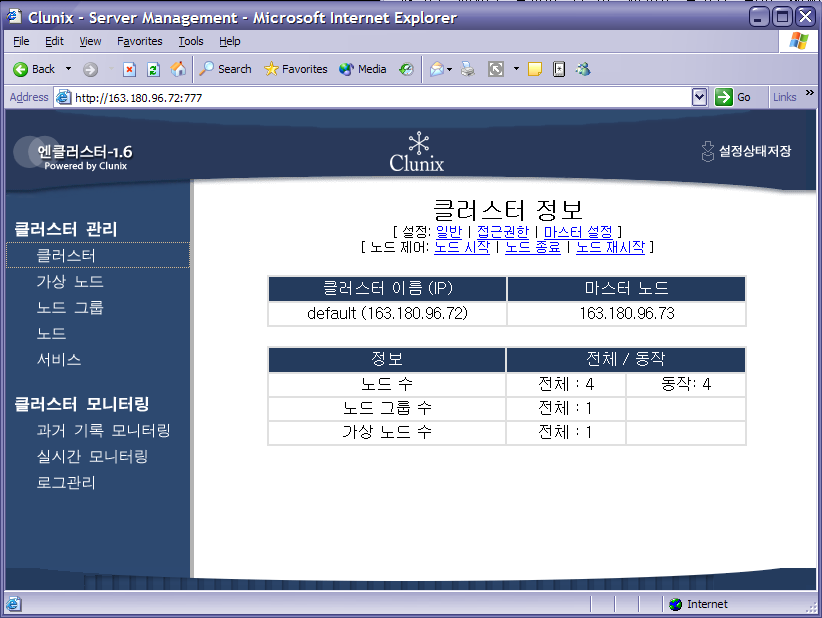 Clunix - Server Management - Microsoft Internet Explorer
File Edit View Favorites Tools Help
Back Search Favorites Media
Address http://163.180.96.72:777 Go Links »
엔클러스터-1.6
Powered by Clunix
Clunix
설정상태저장
클러스터 관리
클러스터
가상 노드
노드 그룹
노드
서비스
클러스터 모니터링
과거 기록 모니터링
실시간 모니터링
로그관리
클러스터 정보
[ 설정: 일반 | 접근권한 | 마스터 설정 ]
[ 노드 제어: 노드 시작 | 노드 종료 | 노드 재시작 ]
클러스터 이름 (IP) 마스터 노드
default (163.180.96.72) 163.180.96.73
정보 전체 / 동작
노드 수 전체 : 4 동작: 4
노드 그룹 수 전체 : 1
가상 노드 수 전체 : 1
Internet